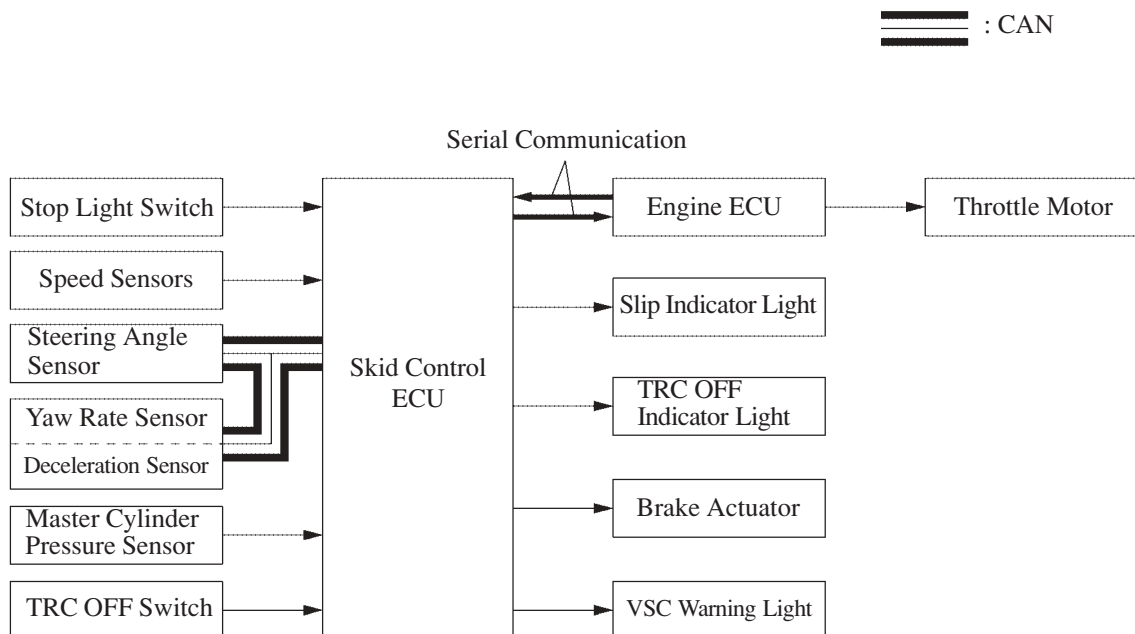 : CAN
Serial Communication
Stop Light Switch
Speed Sensors
Steering Angle
Sensor
Yaw Rate Sensor
Deceleration Sensor
Master Cylinder
Pressure Sensor
TRC OFF Switch
Skid Control
ECU
Engine ECU
Throttle Motor
Slip Indicator Light
TRC OFF
Indicator Light
Brake Actuator
VSC Warning Light